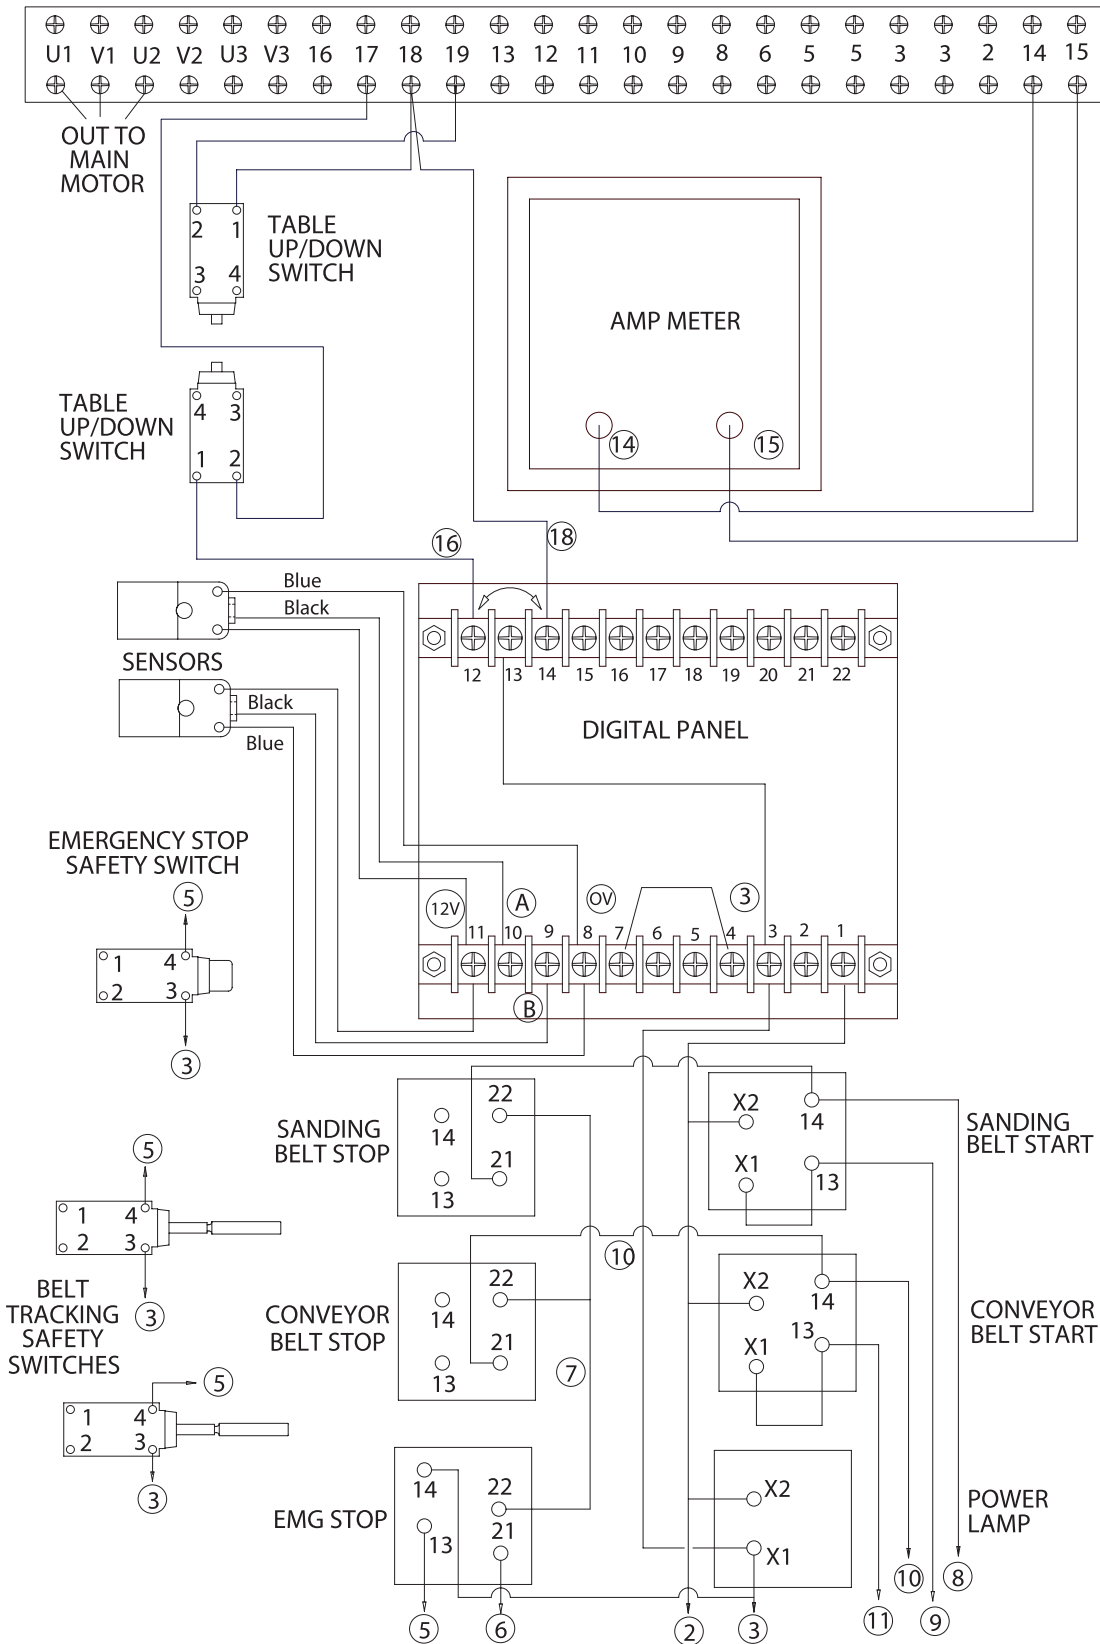 U1 V1 U2 V2 U3 V3 16 17 18 19 13 12 11 10 9 8 6 5 5 3 3 2 14 15
OUT TO
MAIN
MOTOR
2 1
3 4
TABLE
UP/DOWN
SWITCH
AMP METER
14 15
TABLE
UP/DOWN
SWITCH
4 3
1 2
16 18
Blue
Black
SENSORS
Black
Blue
12 13 14 15 16 17 18 19 20 21 22
DIGITAL PANEL
EMERGENCY STOP
SAFETY SWITCH
5
1 4
2 3
3
12V A OV 3
11 10 9 8 7 6 5 4 3 2 1
B
SANDING
BELT STOP
22
14
21
13
X2
14
X1
13
SANDING
BELT START
5
1 4
2 3
3
BELT
TRACKING
SAFETY
SWITCHES
10
CONVEYOR
BELT STOP
22
14
21
13
X2
14
13
X1
CONVEYOR
BELT START
7
5
1 4
2 3
3
EMG STOP
14
22
21
13
X2
X1
POWER
LAMP
5 6 2 3 11 9 10 8